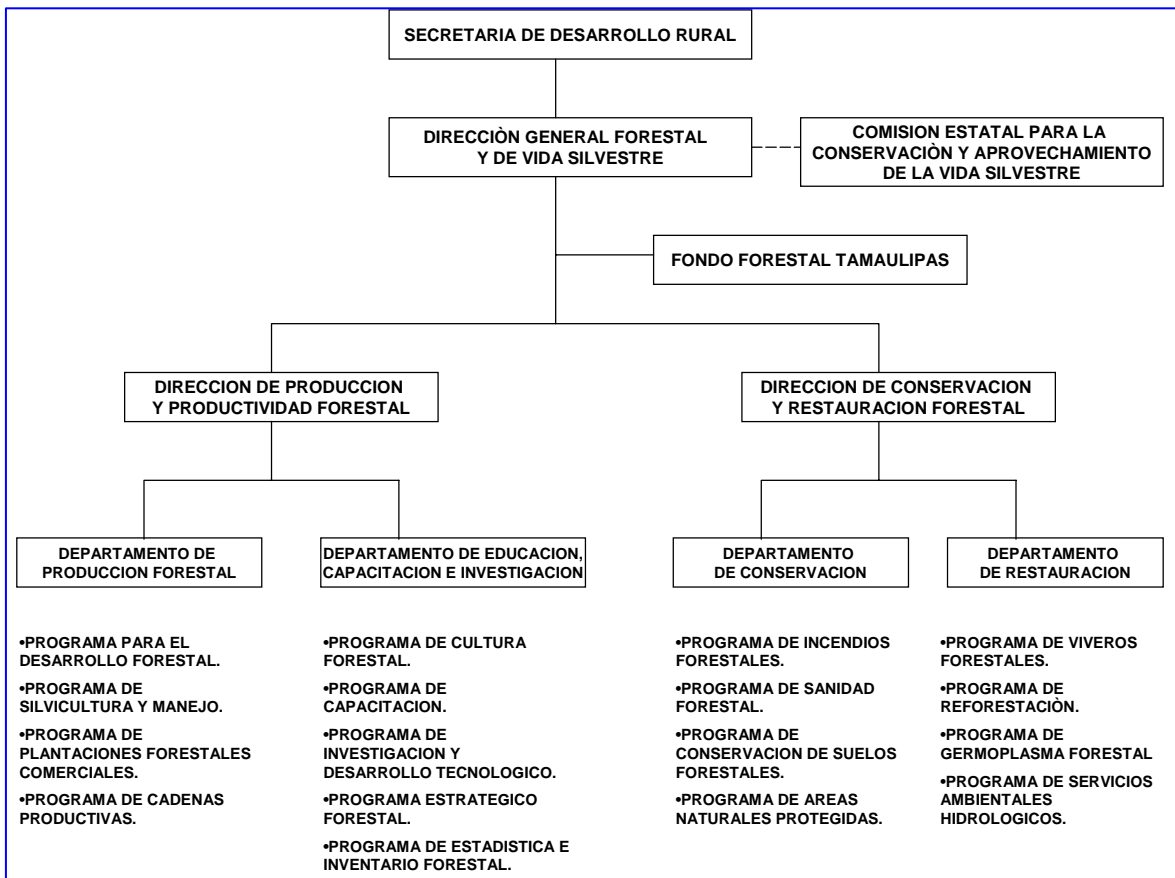 SECRETARIA DE DESARROLLO RURAL
DIRECCIÒN GENERAL FORESTAL
Y DE VIDA SILVESTRE
COMISION ESTATAL PARA LA
CONSERVACIÒN Y APROVECHAMIENTO
DE LA VIDA SILVESTRE
FONDO FORESTAL TAMAULIPAS
DIRECCION DE PRODUCCION
Y PRODUCTIVIDAD FORESTAL
DIRECCION DE CONSERVACION
Y RESTAURACION FORESTAL
DEPARTAMENTO DE
PRODUCCION FORESTAL
DEPARTAMENTO DE EDUCACION,
CAPACITACION E INVESTIGACION
DEPARTAMENTO
DE CONSERVACION
DEPARTAMENTO
DE RESTAURACION
•PROGRAMA PARA EL
DESARROLLO FORESTAL.
•PROGRAMA DE
SILVICULTURA Y MANEJO.
•PROGRAMA DE
PLANTACIONES FORESTALES
COMERCIALES.
•PROGRAMA DE CADENAS
PRODUCTIVAS.
•PROGRAMA DE CULTURA
FORESTAL.
•PROGRAMA DE
CAPACITACION.
•PROGRAMA DE
INVESTIGACION Y
DESARROLLO TECNOLOGICO.
•PROGRAMA ESTRATEGICO
FORESTAL.
•PROGRAMA DE ESTADISTICA E
INVENTARIO FORESTAL.
•PROGRAMA DE INCENDIOS
FORESTALES.
•PROGRAMA DE SANIDAD
FORESTAL.
•PROGRAMA DE
CONSERVACION DE SUELOS
FORESTALES.
•PROGRAMA DE AREAS
NATURALES PROTEGIDAS.
•PROGRAMA DE VIVEROS
FORESTALES.
•PROGRAMA DE
REFORESTACIÒN.
•PROGRAMA DE
GERMOPLASMA FORESTAL
•PROGRAMA DE SERVICIOS
AMBIENTALES
HIDROLOGICOS.